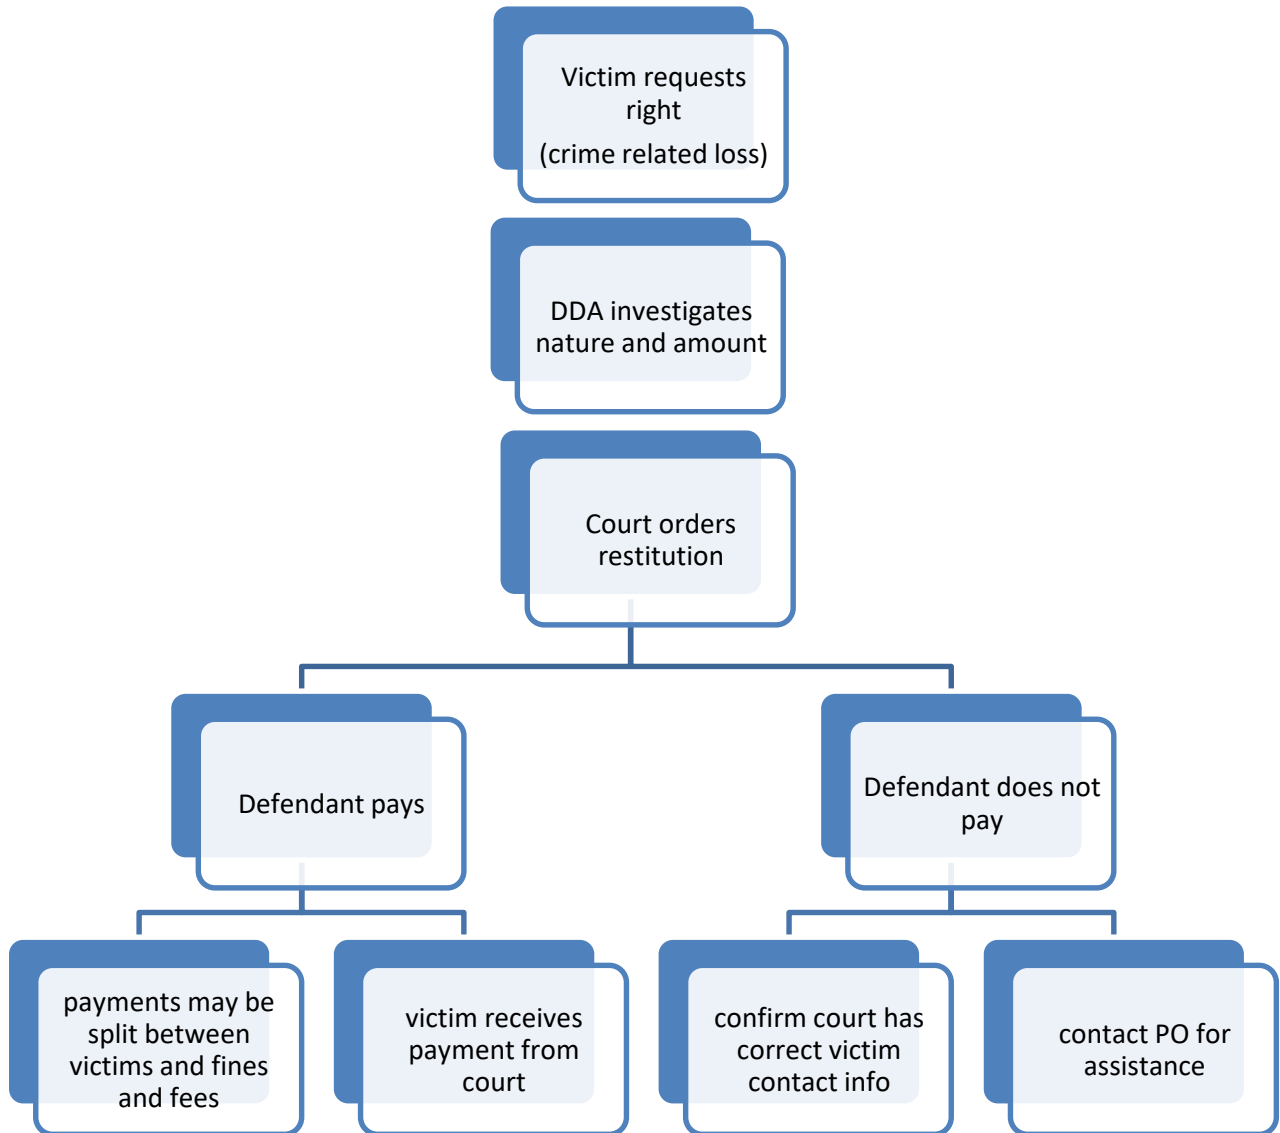 Victim requests
right
(crime related loss)
DDA investigates
nature and amount
Court orders
restitution
Defendant pays
Defendant does not
pay
payments may be
split between
victims and fines
and fees
victim receives
payment from
court
confirm court has
correct victim
contact info
contact PO for
assistance